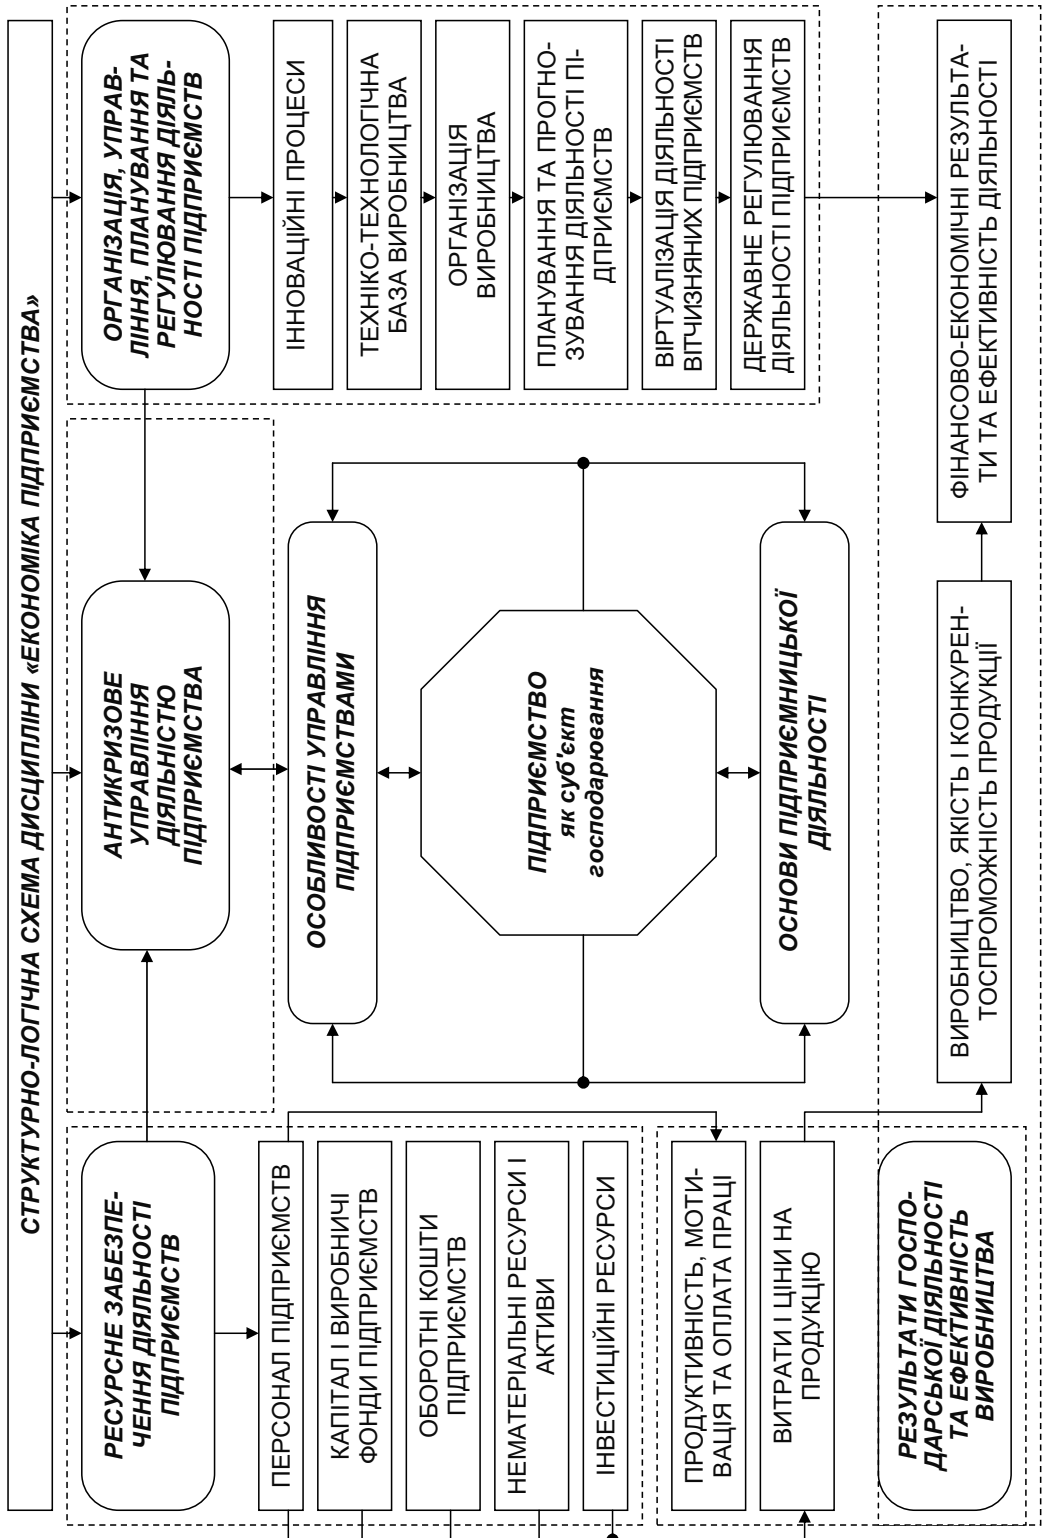 СТРУКТУРНО-ЛОГІЧНА СХЕМА ДИСЦИПЛІНИ «ЕКОНОМІКА ПІДПРИЄМСТВА»
РЕСУРСНЕ ЗАБЕЗПЕ-
ЧЕННЯ ДІЯЛЬНОСТІ
ПІДПРИЄМСТВ
ПЕРСОНАЛ ПІДПРИЄМСТВ
КАПІТАЛ І ВИРОБНИЧІ
ФОНДИ ПІДПРИЄМСТВ
ОБОРОТНІ КОШТИ
ПІДПРИЄМСТВ
НЕМАТЕРІАЛЬНІ РЕСУРСИ І
АКТИВИ
ІНВЕСТИЦІЙНІ РЕСУРСИ
ПРОДУКТИВНІСТЬ, МОТИ-
ВАЦІЯ ТА ОПЛАТА ПРАЦІ
ВИТРАТИ І ЦІНИ НА
ПРОДУКЦІЮ
РЕЗУЛЬТАТИ ГОСПО-
ДАРСЬКОЇ ДІЯЛЬНОСТІ
ТА ЕФЕКТИВНІСТЬ
ВИРОБНИЦТВА
АНТИКРИЗОВЕ
УПРАВЛІННЯ
ДІЯЛЬНІСТЮ
ПІДПРИЄМСТВА
ОСОБЛИВОСТІ УПРАВЛІННЯ
ПІДПРИЄМСТВАМИ
ПІДПРИЄМСТВО
як суб'єкт
господарювання
ОСНОВИ ПІДПРИЄМНИЦЬКОЇ
ДІЯЛЬНОСТІ
ВИРОБНИЦТВО, ЯКІСТЬ І КОНКУРЕН-
ТОСПРОМОЖНІСТЬ ПРОДУКЦІЇ
ОРГАНІЗАЦІЯ, УПРАВ-
ЛІННЯ, ПЛАНУВАННЯ ТА
РЕГУЛЮВАННЯ ДІЯЛЬ-
НОСТІ ПІДПРИЄМСТВ
ІННОВАЦІЙНІ ПРОЦЕСИ
ТЕХНІКО-ТЕХНОЛОГІЧНА
БАЗА ВИРОБНИЦТВА
ОРГАНІЗАЦІЯ
ВИРОБНИЦТВА
ПЛАНУВАННЯ ТА ПРОГНО-
ЗУВАННЯ ДІЯЛЬНОСТІ ПІ-
ДПРИЄМСТВ
ВІРТУАЛІЗАЦІЯ ДІЯЛЬНОСТІ
ВІТЧИЗНЯНИХ ПІДПРИЄМСТВ
ДЕРЖАВНЕ РЕГУЛЮВАННЯ
ДІЯЛЬНОСТІ ПІДПРИЄМСТВ
ФІНАНСОВО-ЕКОНОМІЧНІ РЕЗУЛЬТА-
ТИ ТА ЕФЕКТИВНІСТЬ ДІЯЛЬНОСТІ